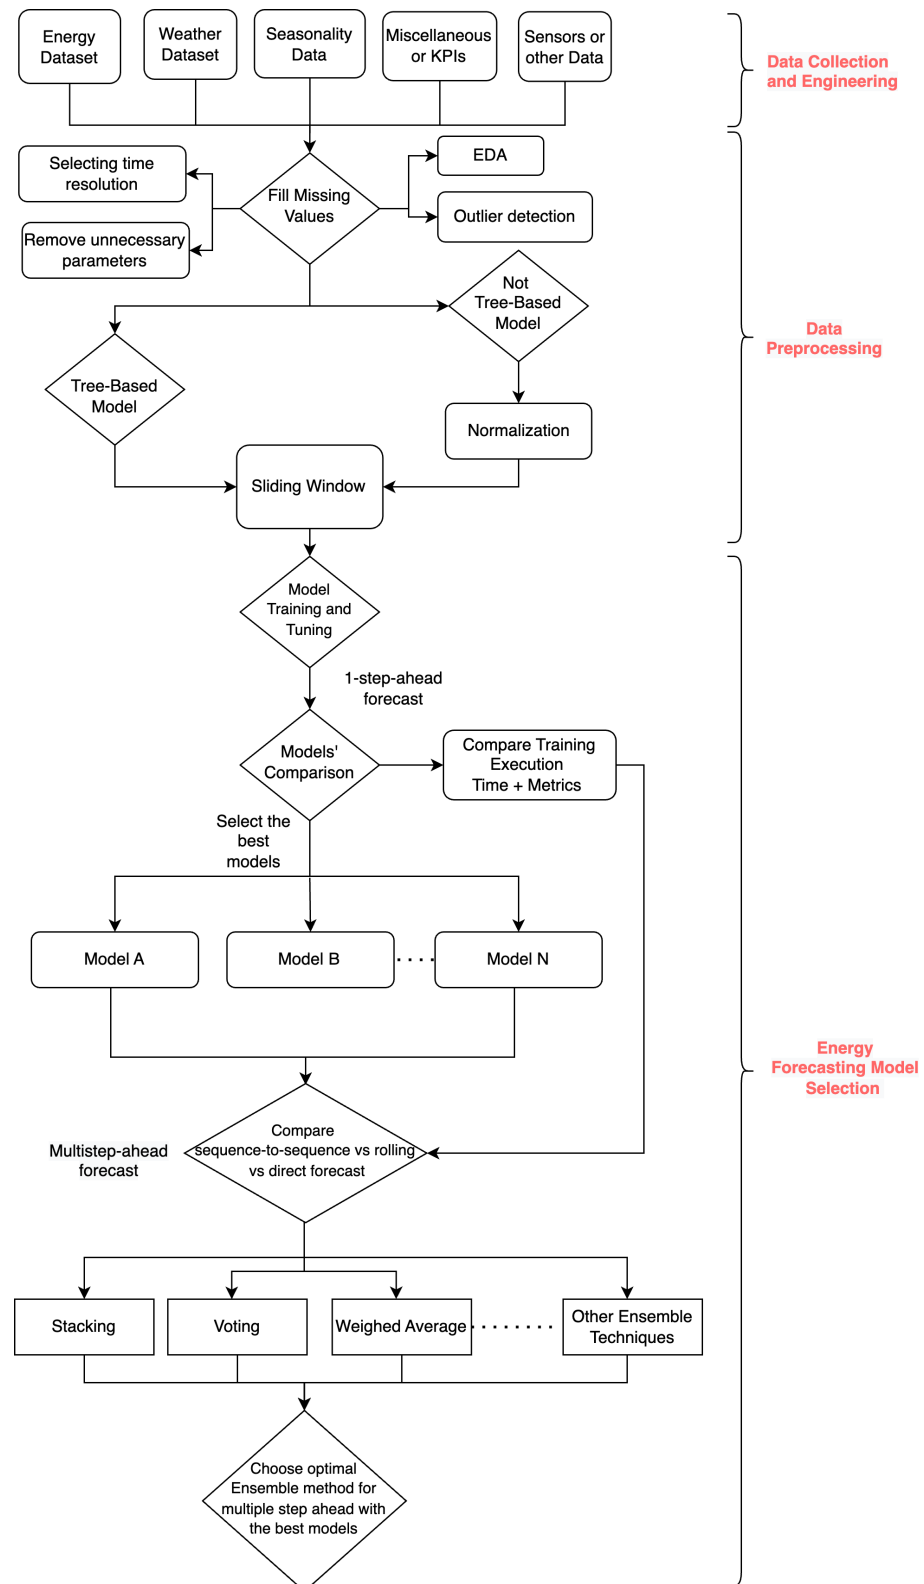 Energy
Dataset
Weather
Dataset
Seasonality
Data
Miscellaneous
or KPIs
Sensors or
other Data
Data Collection
and Engineering
Selecting time
resolution
Fill Missing
Values
EDA
Outlier detection
Remove unnecessary
parameters
Not
Tree-Based
Model
Data
Preprocessing
Tree-Based
Model
Normalization
Sliding Window
Model
Training and
Tuning
1-step-ahead
forecast
Models'
Comparison
Compare Training
Execution
Time + Metrics
Select the
best
models
Model A
Model B
Model N
Energy
Forecasting Model
Selection
Multistep-ahead
forecast
Compare
sequence-to-sequence vs rolling
vs direct forecast
Stacking
Voting
Weighed Average
Other Ensemble
Techniques
Choose optimal
Ensemble method for
multiple step ahead with
the best models